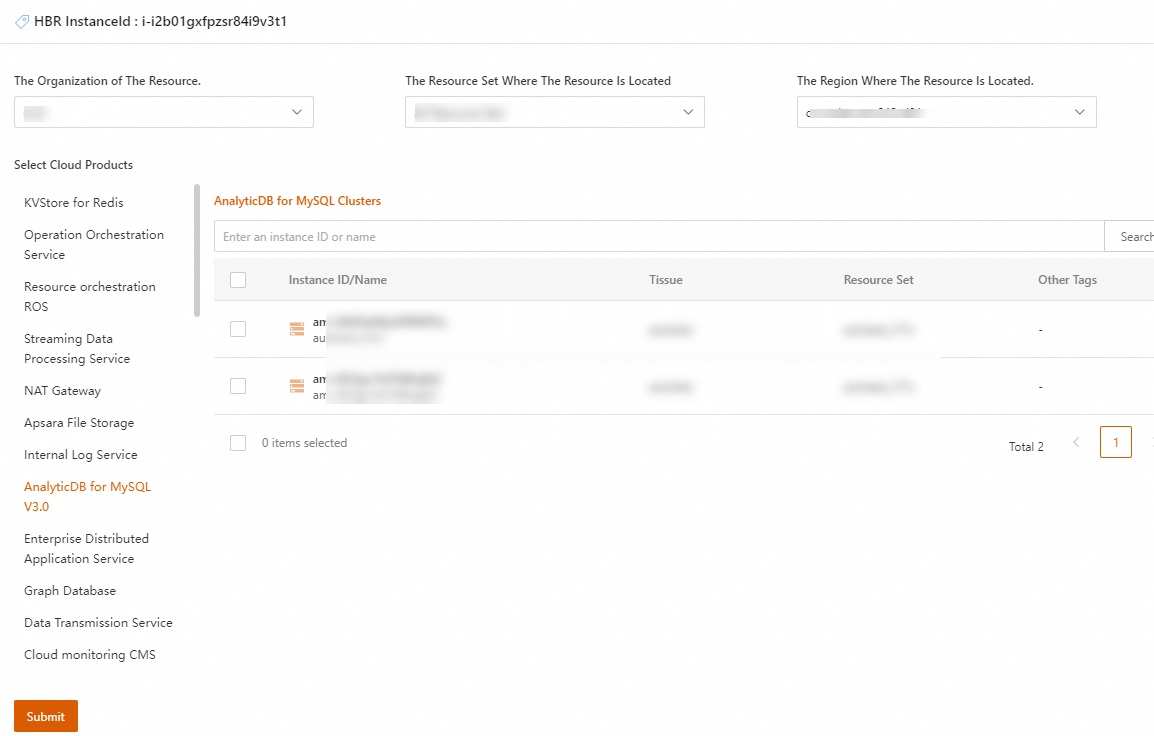 HBR InstanceId : i-i2b01gxfpzsr84i9v3t1
The Organization of The Resource.
The Resource Set Where The Resource Is Located
The Region Where The Resource Is Located.
Select Cloud Products
KVStore for Redis
Operation Orchestration
Service
Resource orchestration
ROS
Streaming Data
Processing Service
NAT Gateway
Apsara File Storage
Internal Log Service
AnalyticDB for MySQL
V3.0
Enterprise Distributed
Application Service
Graph Database
Data Transmission Service
Cloud monitoring CMS
AnalyticDB for MySQL Clusters
Enter an instance ID or name
Search
Instance ID/Name Tissue Resource Set Other Tags
am
au
-
am
am
-
0 items selected
Total 2
1
Submit